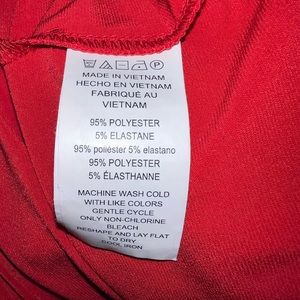 MADE IN VIETNAM
HECHO EN VIETNAM
FABRIQUÉ AU
VIETNAM
95% POLYESTER
5% ELASTANE
95% poliéster 5% elastano
95% POLYESTER
5% ÉLASTHANNE
MACHINE WASH COLD
WITH LIKE COLORS
GENTLE CYCLE
ONLY NON-CHLORINE
BLEACH
RESHAPE AND LAY FLAT
TO DRY
COOL IRON